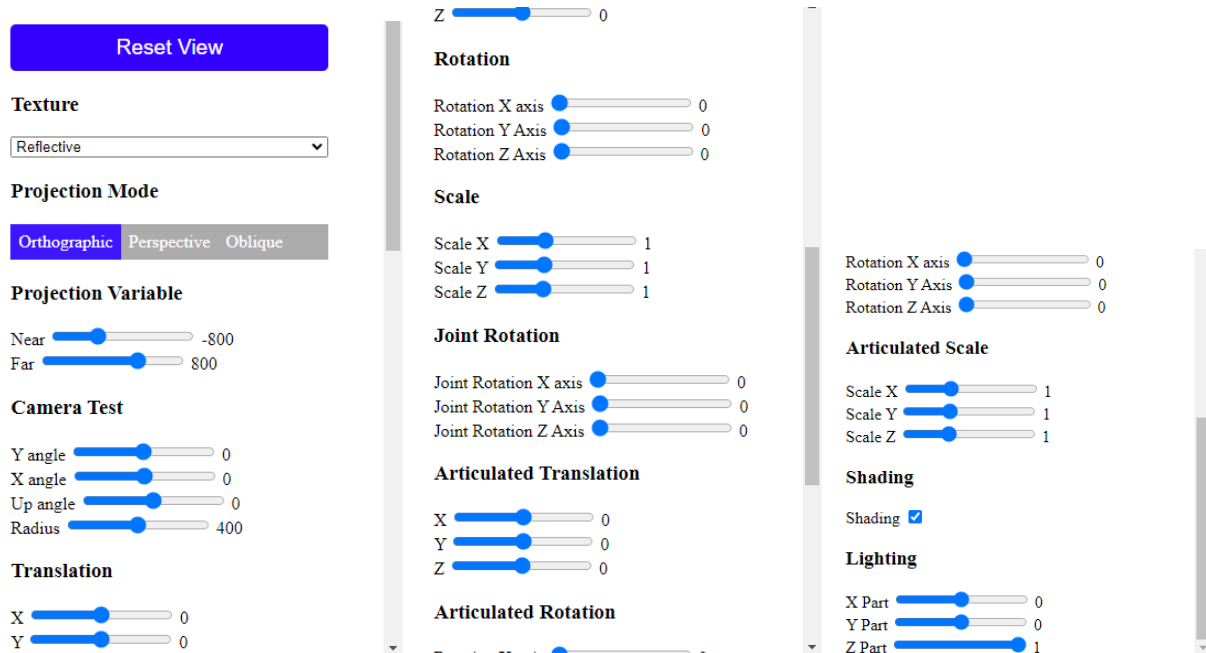 Reset View
Texture
Reflective
Projection Mode
Orthographic Perspective Oblique
Projection Variable
Near -800
Far 800
Camera Test
Y angle 0
X angle 0
Up angle 0
Radius 400
Translation
X 0
Y 0
Z 0
Rotation
Rotation X axis 0
Rotation Y Axis 0
Rotation Z Axis 0
Scale
Scale X 1
Scale Y 1
Scale Z 1
Joint Rotation
Joint Rotation X axis 0
Joint Rotation Y Axis 0
Joint Rotation Z Axis 0
Articulated Translation
X 0
Y 0
Z 0
Articulated Rotation
Rotation X axis 0
Rotation Y Axis 0
Rotation Z Axis 0
Articulated Scale
Scale X 1
Scale Y 1
Scale Z 1
Shading
Shading
Lighting
X Part 0
Y Part 0
Z Part 1